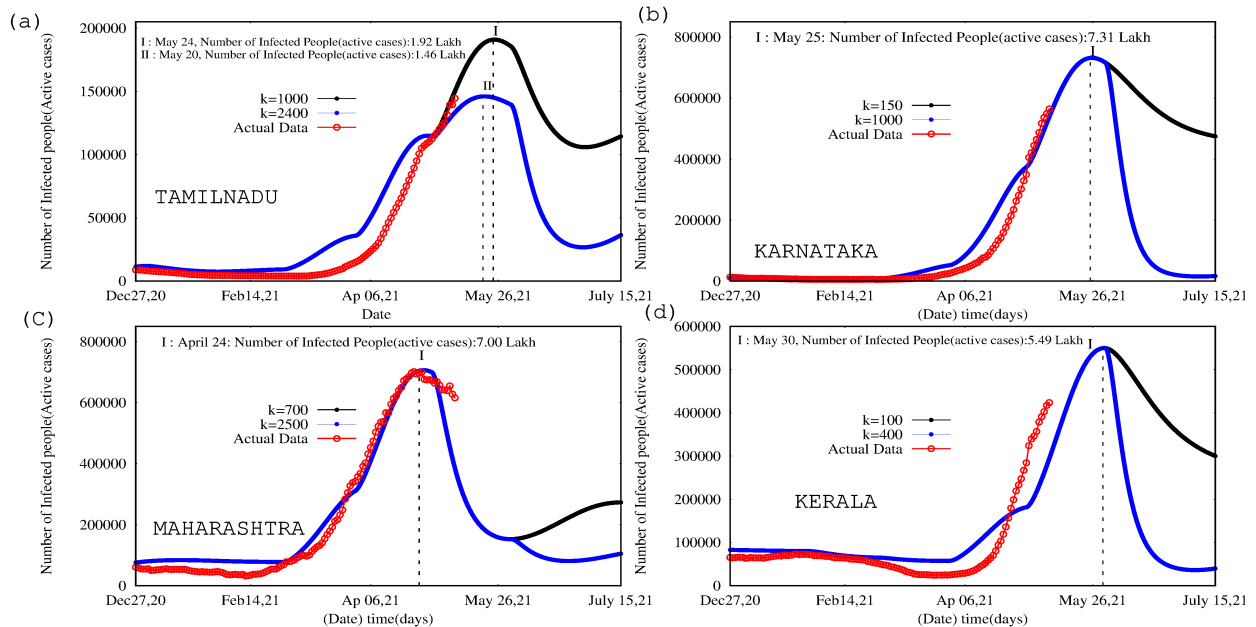 (a)
200000
150000
100000
50000
0
Number of Infected people(Active cases)
I : May 24, Number of Infected People(active cases):1.92 Lakh
II : May 20, Number of Infected People(active cases):1.46 Lakh
I
II
k=1000
k=2400
Actual Data
TAMILNADU
Dec27,20
Feb14,21
Ap 06,21
May 26,21
July 15,21
Date
(b)
800000
600000
400000
200000
0
Number of Infected people(Active cases)
I : May 25: Number of Infected People(active cases):7.31 Lakh
I
k=150
k=1000
Actual Data
KARNATAKA
Dec27,20
Feb14,21
Ap 06,21
May 26,21
July 15,21
(Date) time(days)
(C)
800000
600000
400000
200000
0
Number of Infected people(Active cases)
I : April 24: Number of Infected People(active cases):7.00 Lakh
I
k=700
k=2500
Actual Data
MAHARASHTRA
Dec27,20
Feb14,21
Ap 06,21
May 26,21
July 15,21
(Date) time(days)
(d)
600000
500000
400000
300000
200000
100000
0
Number of Infected people(Active cases)
I : May 30, Number of Infected People(active cases):5.49 Lakh
I
k=100
k=400
Actual Data
KERALA
Dec27,20
Feb14,21
Ap 06,21
May 26,21
July 15,21
(Date) time(days)